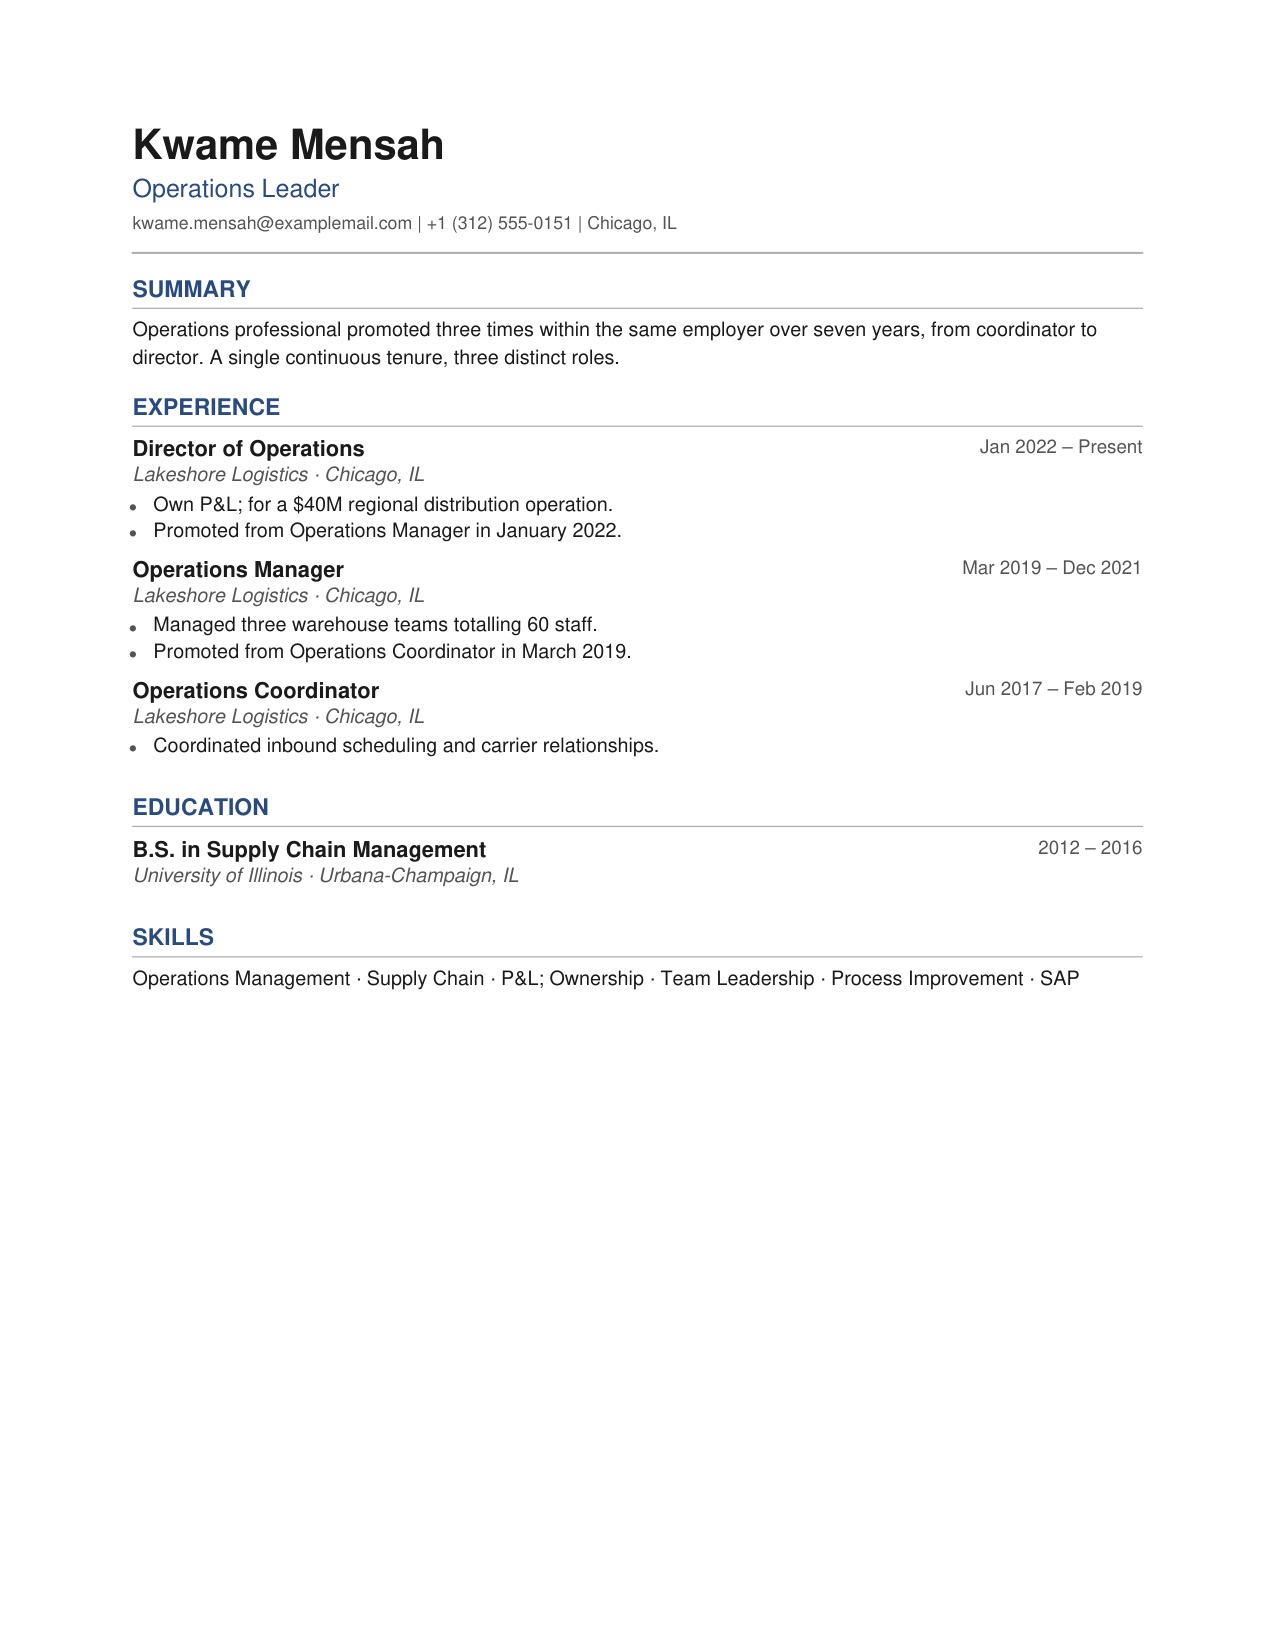 Kwame Mensah
Operations Leader
kwame.mensah@examplemail.com | +1 (312) 555-0151 | Chicago, IL
SUMMARY
Operations professional promoted three times within the same employer over seven years, from coordinator to
director. A single continuous tenure, three distinct roles.
EXPERIENCE
Director of Operations Jan 2022 – Present
Lakeshore Logistics · Chicago, IL
• Own P&L; for a $40M regional distribution operation.
• Promoted from Operations Manager in January 2022.
Operations Manager Mar 2019 – Dec 2021
Lakeshore Logistics · Chicago, IL
• Managed three warehouse teams totalling 60 staff.
• Promoted from Operations Coordinator in March 2019.
Operations Coordinator Jun 2017 – Feb 2019
Lakeshore Logistics · Chicago, IL
• Coordinated inbound scheduling and carrier relationships.
EDUCATION
B.S. in Supply Chain Management 2012 – 2016
University of Illinois · Urbana-Champaign, IL
SKILLS
Operations Management · Supply Chain · P&L; Ownership · Team Leadership · Process Improvement · SAP